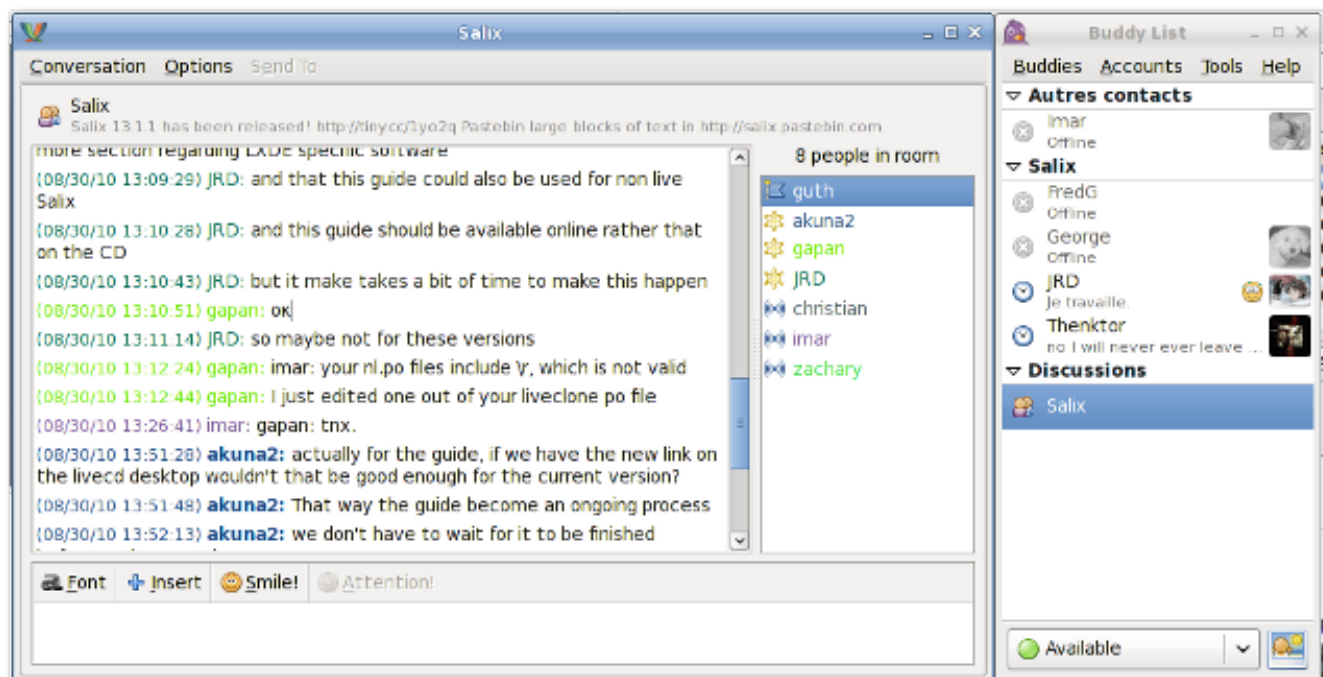 Salix
Conversation Options Send To
Salix
Salix 13.1.1 has been released! http://tiny.cc/1yo2q Pastebin large blocks of text in http://salix.pastebin.com
more section regarding LXDE specific software
(08/30/10 13:09:29) JRD: and that this guide could also be used for non live
Salix
(08/30/10 13:10:28) JRD: and this guide should be available online rather that
on the CD
(08/30/10 13:10:43) JRD: but it make takes a bit of time to make this happen
(08/30/10 13:10:51) gapan: ok
(08/30/10 13:11:14) JRD: so maybe not for these versions
(08/30/10 13:12:24) gapan: imar: your nl.po files include \r, which is not valid
(08/30/10 13:12:44) gapan: I just edited one out of your liveclone po file
(08/30/10 13:26:41) imar: gapan: tnx.
(08/30/10 13:51:28) akuna2: actually for the guide, if we have the new link on
the livecd desktop wouldn't that be good enough for the current version?
(08/30/10 13:51:48) akuna2: That way the guide become an ongoing process
(08/30/10 13:52:13) akuna2: we don't have to wait for it to be finished
8 people in room
guth
akuna2
gapan
JRD
christian
imar
zachary
Font Insert Smile! Attention!
Buddy List
Buddies Accounts Tools Help
Autres contacts
Imar
Offline
Salix
FredG
Offline
George
Offline
JRD
Je travaille.
Thenktor
no I will never ever leave ...
Discussions
Salix
Available